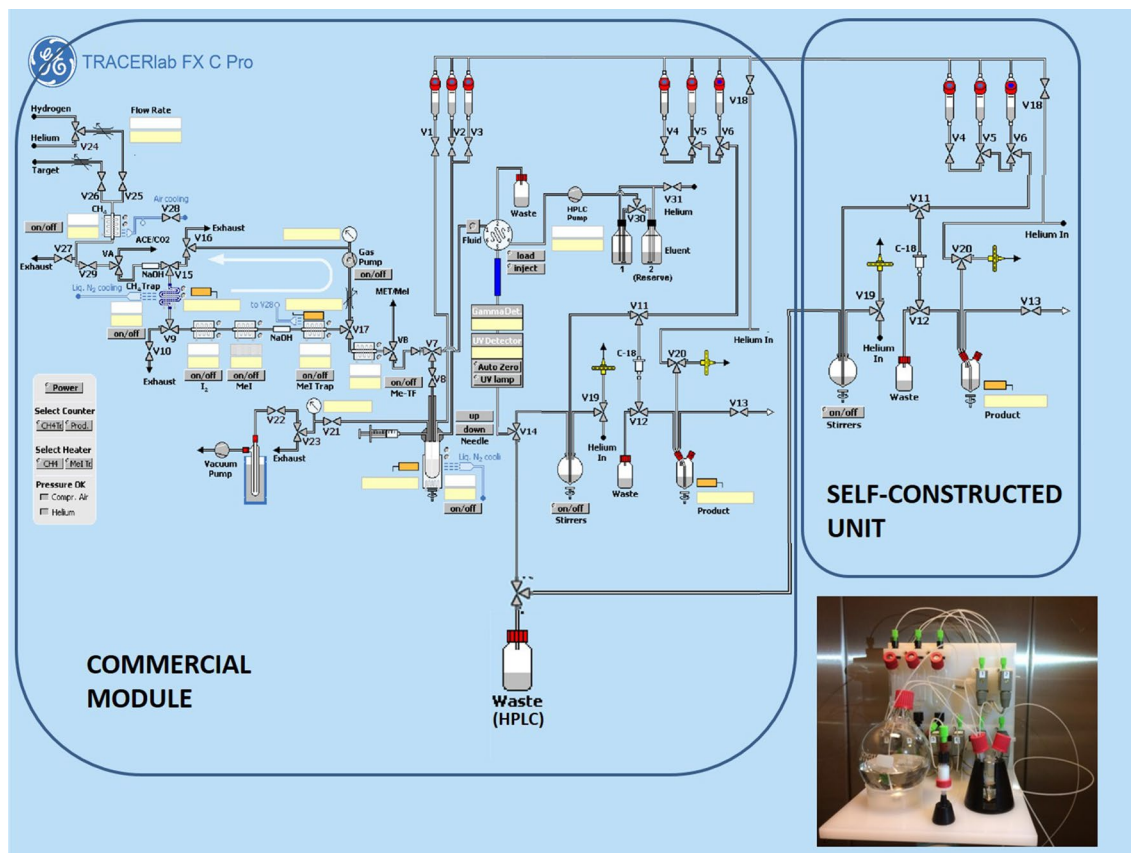 TRACERlab FX C Pro
Hydrogen
Flow Rate
Helium
V24
Target
V26
V25
CH4
Air cooling
on/off
V28
V27
Exhaust
V29
VA
ACE/CO2
V16
Exhaust
NaOH
V15
Liq. N2 cooling
CH4 Trap
on/off
V9
V10
Exhaust
I2
on/off
MeI
on/off
NaOH
to V28
MeI Trap
on/off
Gas
Pump
on/off
V17
MET/MeI
VB
on/off
Me-TF
V7
V8
V1
V2
V3
Waste
Fluid
load
inject
HPLC
Pump
V30
V31
Helium
1
2
(Reserve)
Eluent
Gamma Det.
UV Detector
Auto Zero
UV lamp
up
down
Needle
V14
Liq. N2 cooli
on/off
V22
V23
V21
Exhaust
Vacuum
Pump
Power
Select Counter
CH4Tr
Prod.
Select Heater
CH4
MeI Tr
Pressure OK
Compr. Air
Helium
V4
V5
V6
V18
V11
C-18
V20
Helium In
V19
Helium
In
V12
V13
on/off
Stirrers
Waste
Product
Waste
(HPLC)
COMMERCIAL
MODULE
V4
V5
V6
V18
V11
C-18
V20
Helium In
V19
Helium
In
V12
V13
on/off
Stirrers
Waste
Product
SELF-CONSTRUCTED
UNIT